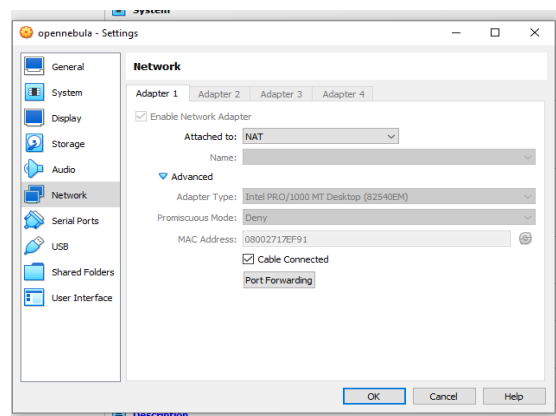 System
opennebula - Settings
General
System
Display
Storage
Audio
Network
Serial Ports
USB
Shared Folders
User Interface
Network
Adapter 1 Adapter 2 Adapter 3 Adapter 4
Enable Network Adapter
Attached to: NAT
Name:
Advanced
Adapter Type: Intel PRO/1000 MT Desktop (82540EM)
Promiscuous Mode: Deny
MAC Address: 08002717EF91
Cable Connected
Port Forwarding
OK Cancel Help
Description